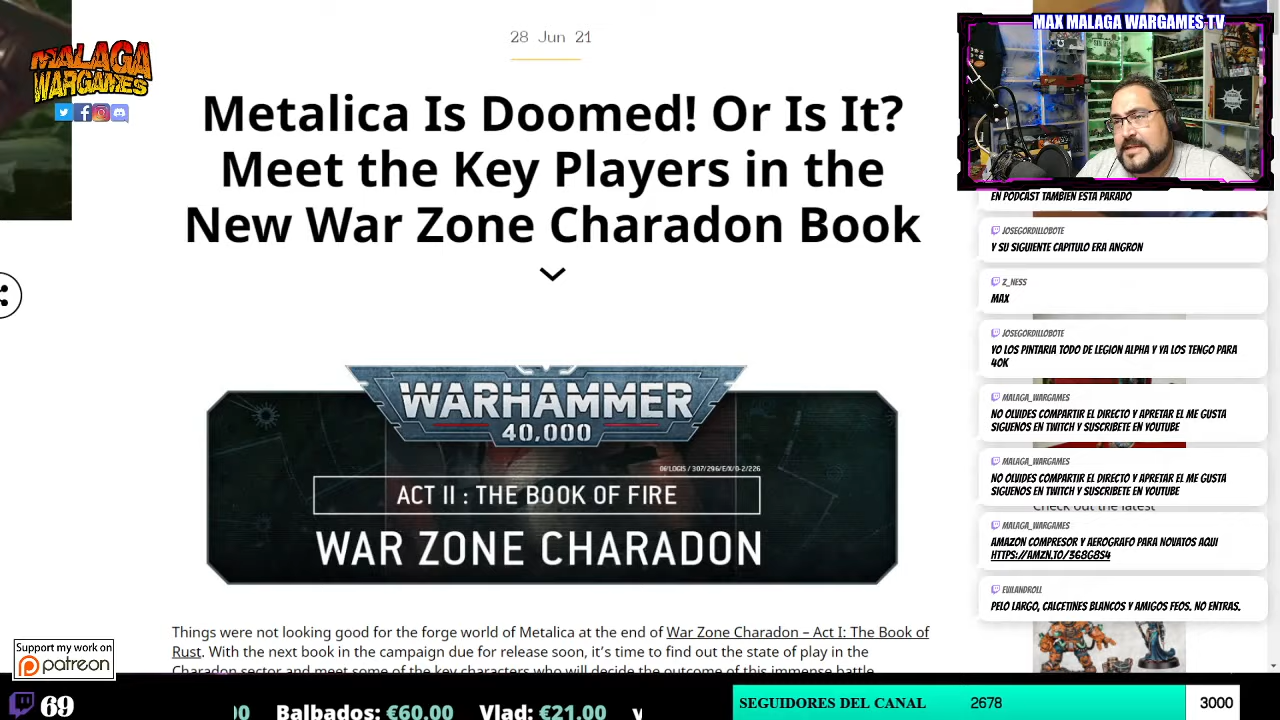 28 Jun 21
Metalica Is Doomed! Or Is It?
Meet the Key Players in the
New War Zone Charadon Book
WARHAMMER
40,000
ACT II : THE BOOK OF FIRE
WAR ZONE CHARADON
Things were not looking good for the forge world of Metalica at the end of War Zone Charadon – Act I: The Book of
Rust. With the next book in the campaign due for release soon, it's time to find out the state of play in the
Charadon sector and meet some of the key characters who will decide the outcome of this immense battle
MALAGA
WARGAMES
MAX MALAGA WARGAMES TV
EN PODCAST TAMBIEN ESTA PARADO
JOSEGORDILLOBOTE
Y SU SIGUIENTE CAPITULO ERA ANGRON
Z_NESS
MAX
JOSEGORDILLOBOTE
YO LOS PINTARIA TODO DE LEGION ALPHA Y YA LOS TENGO PARA
40K
MALAGA_WARGAMES
NO OLVIDES COMPARTIR EL DIRECTO Y APRETAR EL ME GUSTA
SIGUENOS EN TWITCH Y SUSCRIBETE EN YOUTUBE
MALAGA_WARGAMES
NO OLVIDES COMPARTIR EL DIRECTO Y APRETAR EL ME GUSTA
SIGUENOS EN TWITCH Y SUSCRIBETE EN YOUTUBE
Check out the latest
MALAGA_WARGAMES
AMAZON COMPRESOR Y AEROGRAFO PARA NOVATOS AQUI
HTTPS://AMZN.TO/368G8S4
EVILANDROLL
PELO LARGO, CALCETINES BLANCOS Y AMIGOS FEOS. NO ENTRAS.
Support my work on
patreon
69
Balbados: €60.00 Vlad: €21.00
SEGUIDORES DEL CANAL 2678 3000